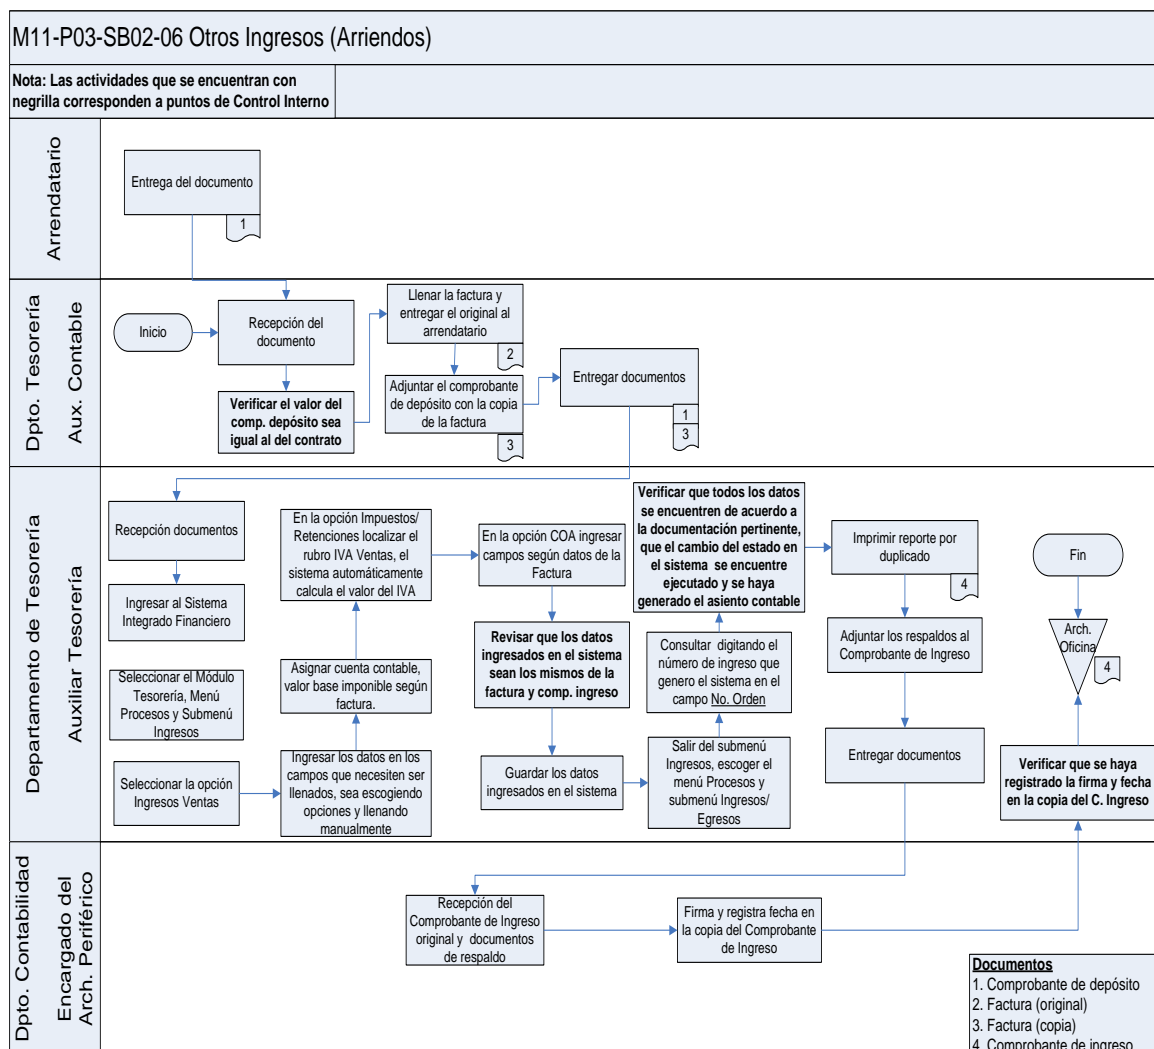 M11-P03-SB02-06 Otros Ingresos (Arriendos)
Nota: Las actividades que se encuentran con
negrilla corresponden a puntos de Control Interno
Arrendatario
Entrega del documento
1
Dpto. Tesorería
Aux. Contable
Inicio
Recepción del
documento
Verificar el valor del
comp. depósito sea
igual al del contrato
Llenar la factura y
entregar el original al
arrendatario
2
Adjuntar el comprobante
de depósito con la copia
de la factura
3
Entregar documentos
1
3
Departamento de Tesorería
Auxiliar Tesorería
Recepción documentos
Ingresar al Sistema
Integrado Financiero
Seleccionar el Módulo
Tesorería, Menú
Procesos y Submenú
Ingresos
Seleccionar la opción
Ingresos Ventas
Ingresar los datos en los
campos que necesiten ser
llenados, sea escogiendo
opciones y llenando
manualmente
Asignar cuenta contable,
valor base imponible según
factura.
En la opción Impuestos/
Retenciones localizar el
rubro IVA Ventas, el
sistema automáticamente
calcula el valor del IVA
En la opción COA ingresar
campos según datos de la
Factura
Revisar que los datos
ingresados en el sistema
sean los mismos de la
factura y comp. ingreso
Guardar los datos
ingresados en el sistema
Salir del submenú
Ingresos, escoger el
menú Procesos y
submenú Ingresos/
Egresos
Consultar digitando el
número de ingreso que
genero el sistema en el
campo No. Orden
Verificar que todos los datos
se encuentren de acuerdo a
la documentación pertinente,
que el cambio del estado en
el sistema se encuentre
ejecutado y se haya
generado el asiento contable
Imprimir reporte por
duplicado
4
Adjuntar los respaldos al
Comprobante de Ingreso
Entregar documentos
Fin
Arch.
Oficina
4
Verificar que se haya
registrado la firma y fecha
en la copia del C. Ingreso
Dpto. Contabilidad
Encargado del
Arch. Periférico
Recepción del
Comprobante de Ingreso
original y documentos
de respaldo
Firma y registra fecha en
la copia del Comprobante
de Ingreso
Documentos
1. Comprobante de depósito
2. Factura (original)
3. Factura (copia)
4. Comprobante de ingreso